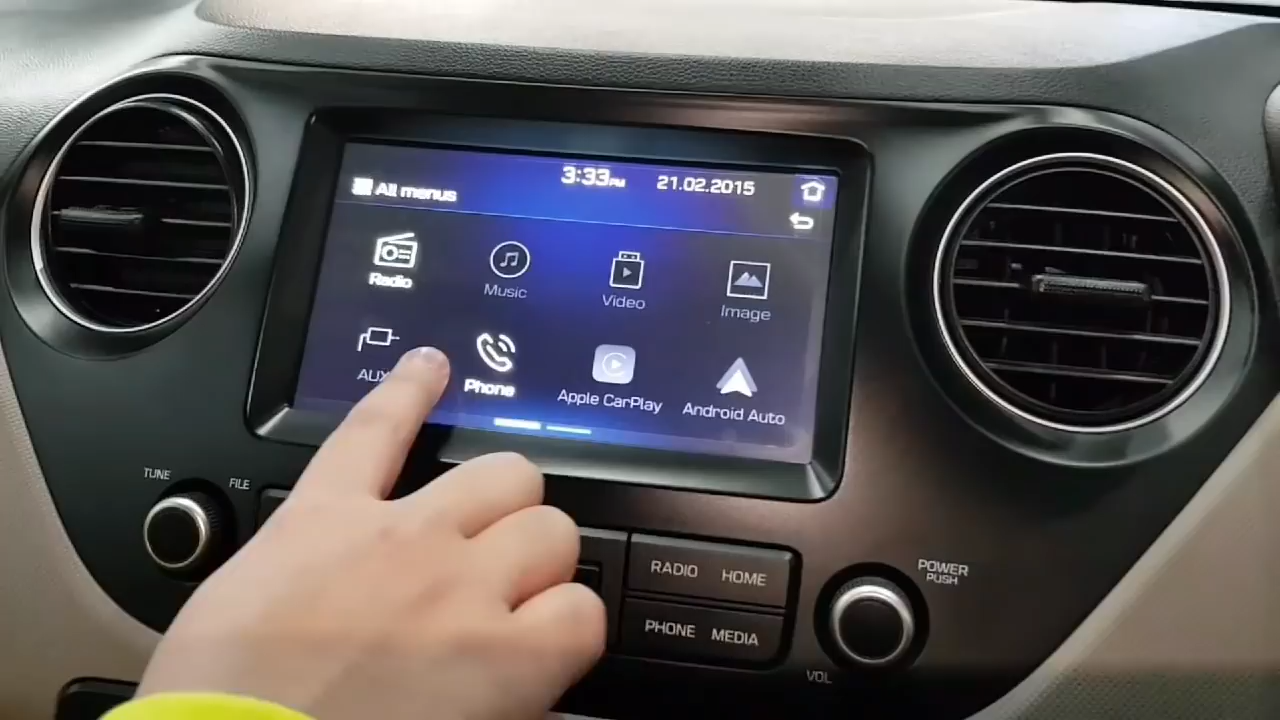 All menus
3:33PM
21.02.2015
Radio
Music
Video
Image
AUX
Phone
Apple CarPlay
Android Auto
TUNE
FILE
RADIO HOME
PHONE MEDIA
POWER
PUSH
VOL